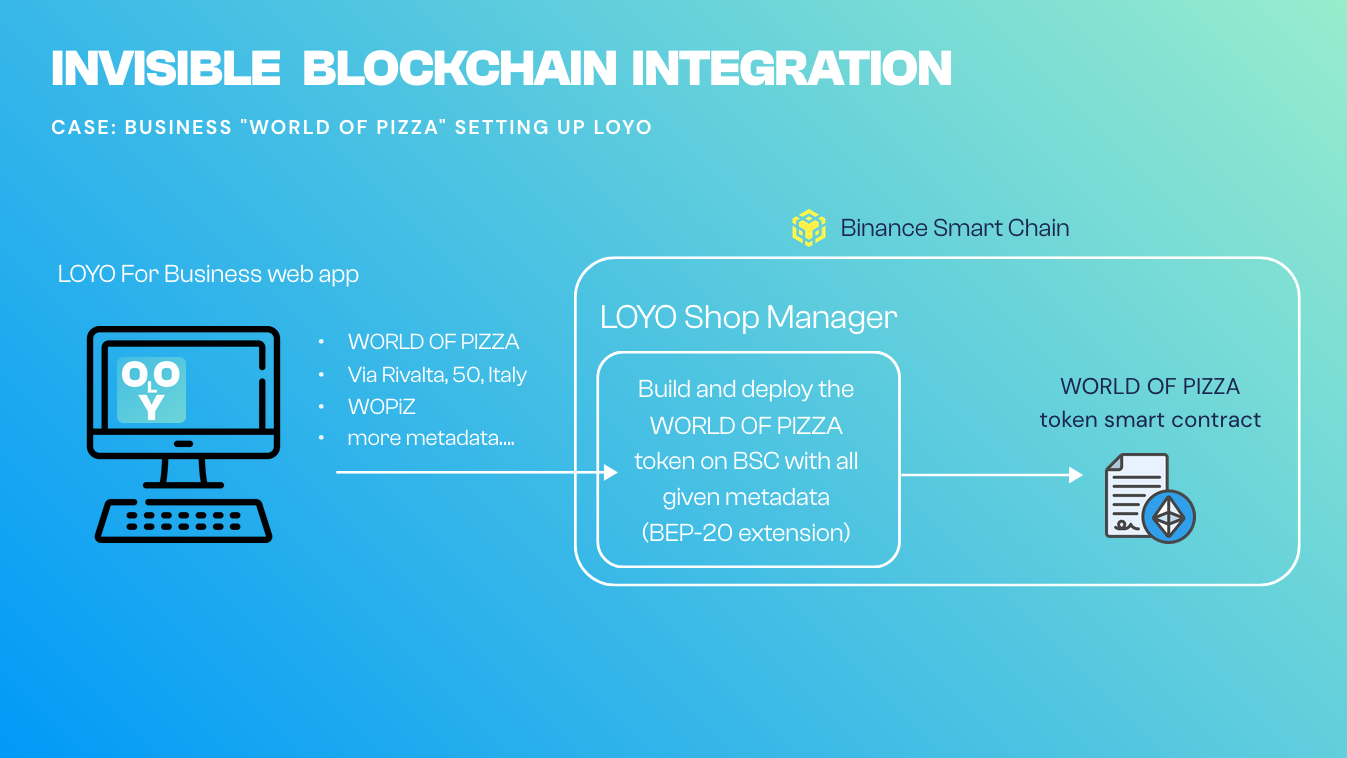 INVISIBLE BLOCKCHAIN INTEGRATION
CASE: BUSINESS "WORLD OF PIZZA" SETTING UP LOYO
Binance Smart Chain
LOYO For Business web app
OLO
Y
• WORLD OF PIZZA
• Via Rivalta, 50, Italy
• WOPiZ
• more metadata....
LOYO Shop Manager
Build and deploy the
WORLD OF PIZZA
token on BSC with all
given metadata
(BEP-20 extension)
WORLD OF PIZZA
token smart contract